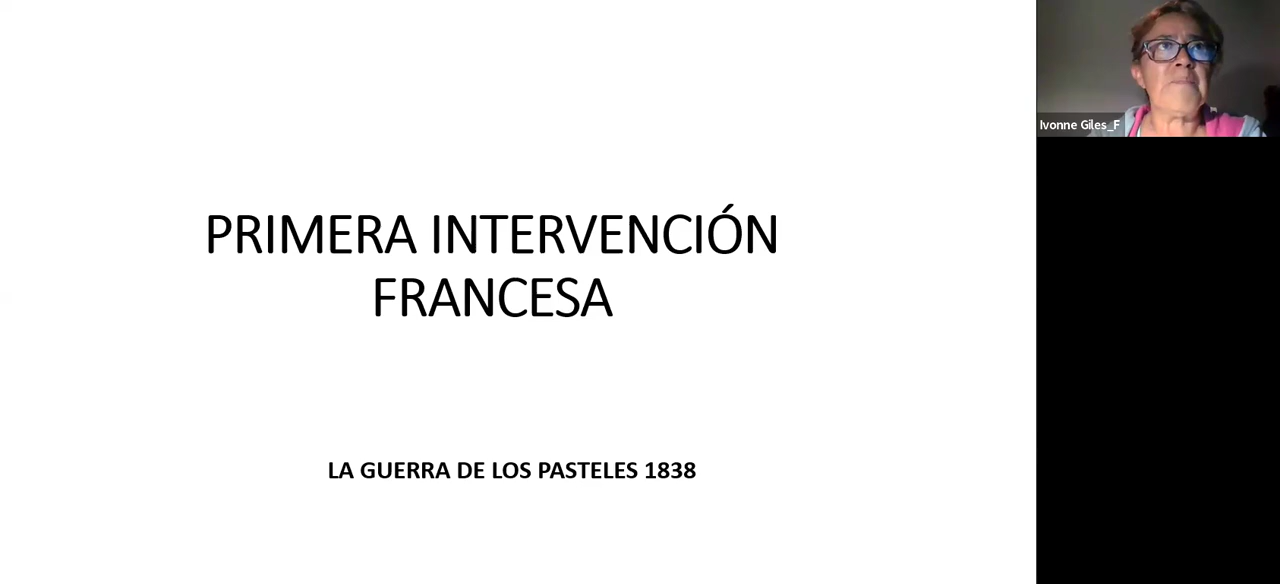 PRIMERA INTERVENCIÓN
FRANCESA
LA GUERRA DE LOS PASTELES 1838
Ivonne Giles_F